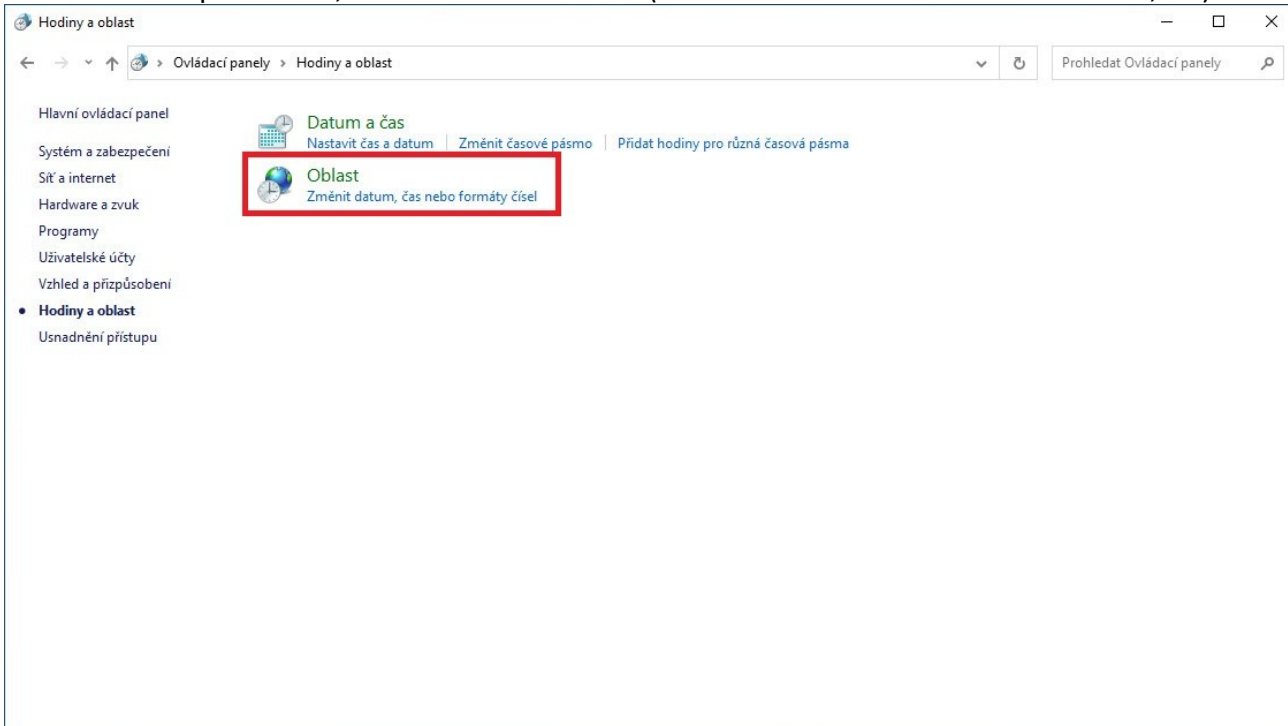 Hodiny a oblast
Ovládací panely › Hodiny a oblast
Prohledat Ovládací panely
Hlavní ovládací panel
Systém a zabezpečení
Síť a internet
Hardware a zvuk
Programy
Uživatelské účty
Vzhled a přizpůsobení
Hodiny a oblast
Usnadnění přístupu
Datum a čas
Nastavit čas a datum | Změnit časové pásmo | Přidat hodiny pro různá časová pásma
Oblast
Změnit datum, čas nebo formáty čísel